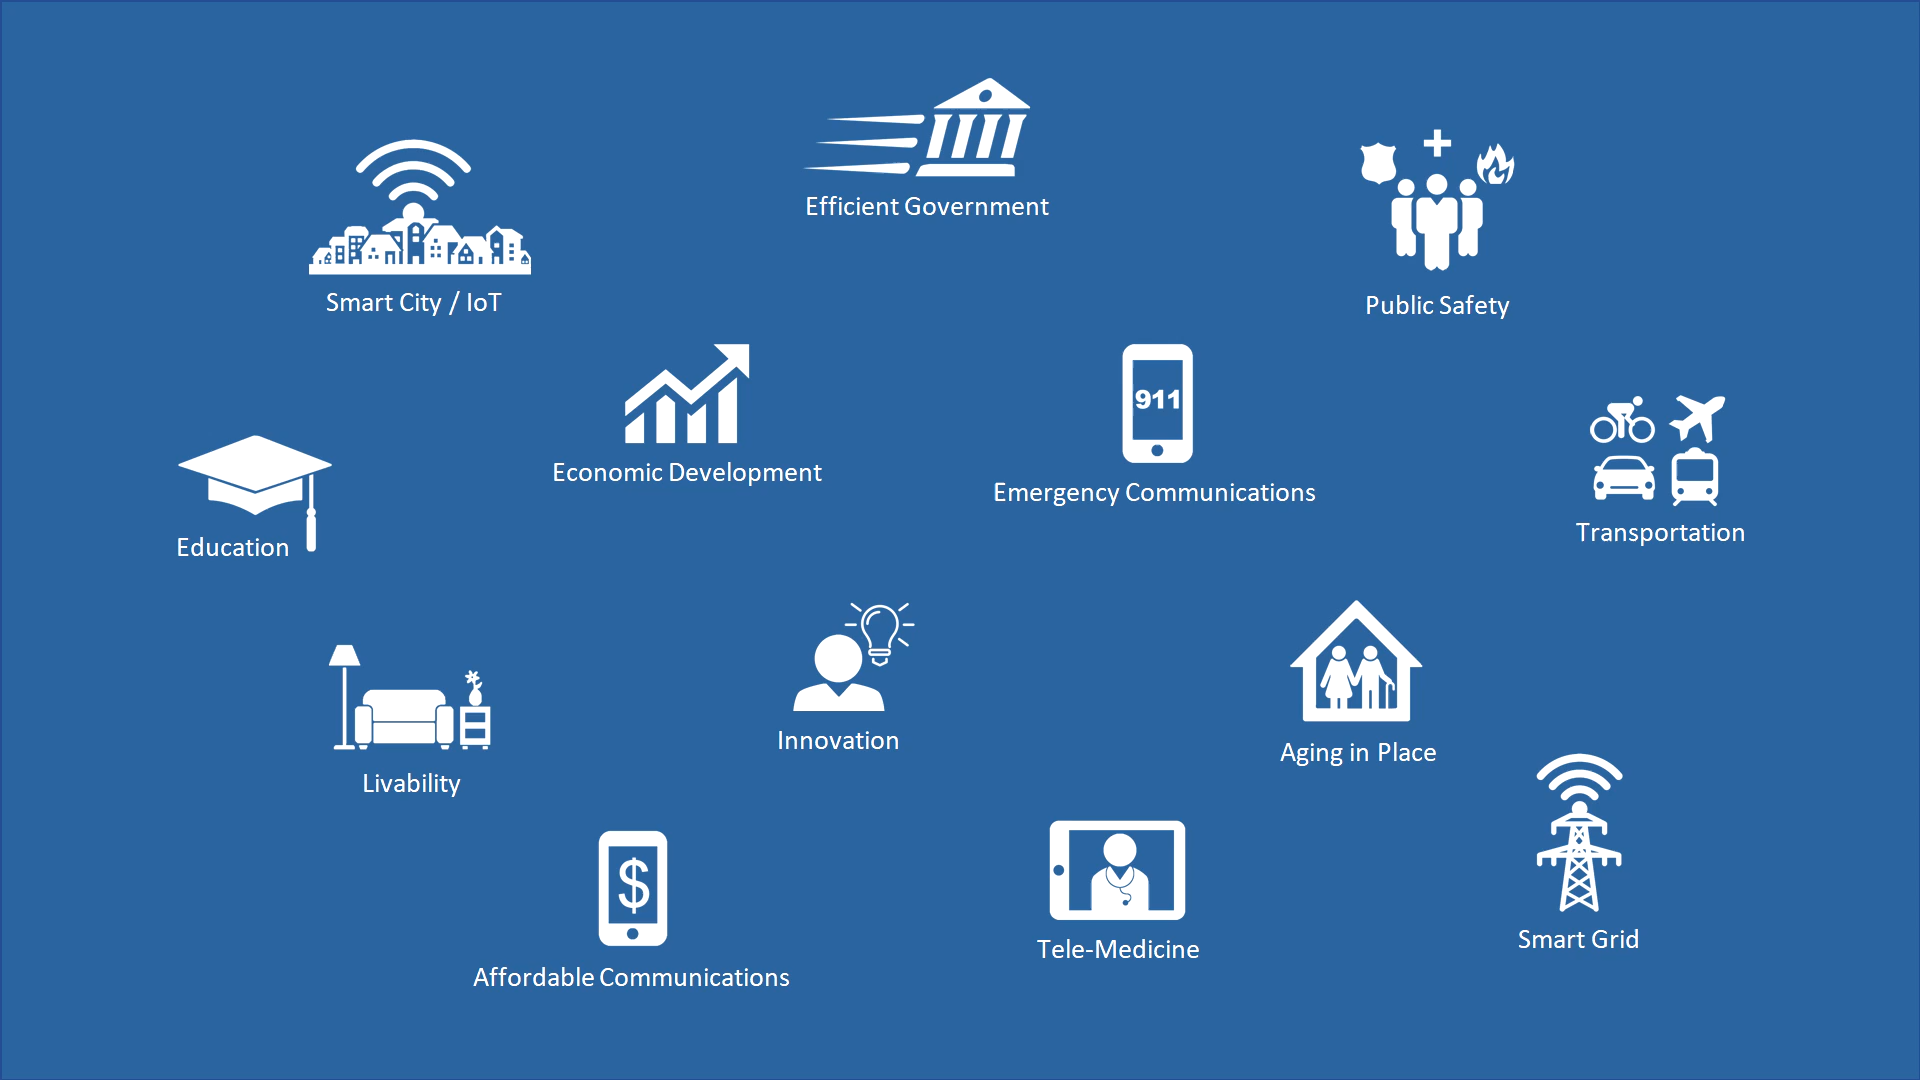 Efficient Government
Smart City / IoT
Public Safety
911
Economic Development
Emergency Communications
Education
Transportation
Innovation
Aging in Place
Livability
$
Tele-Medicine
Smart Grid
Affordable Communications